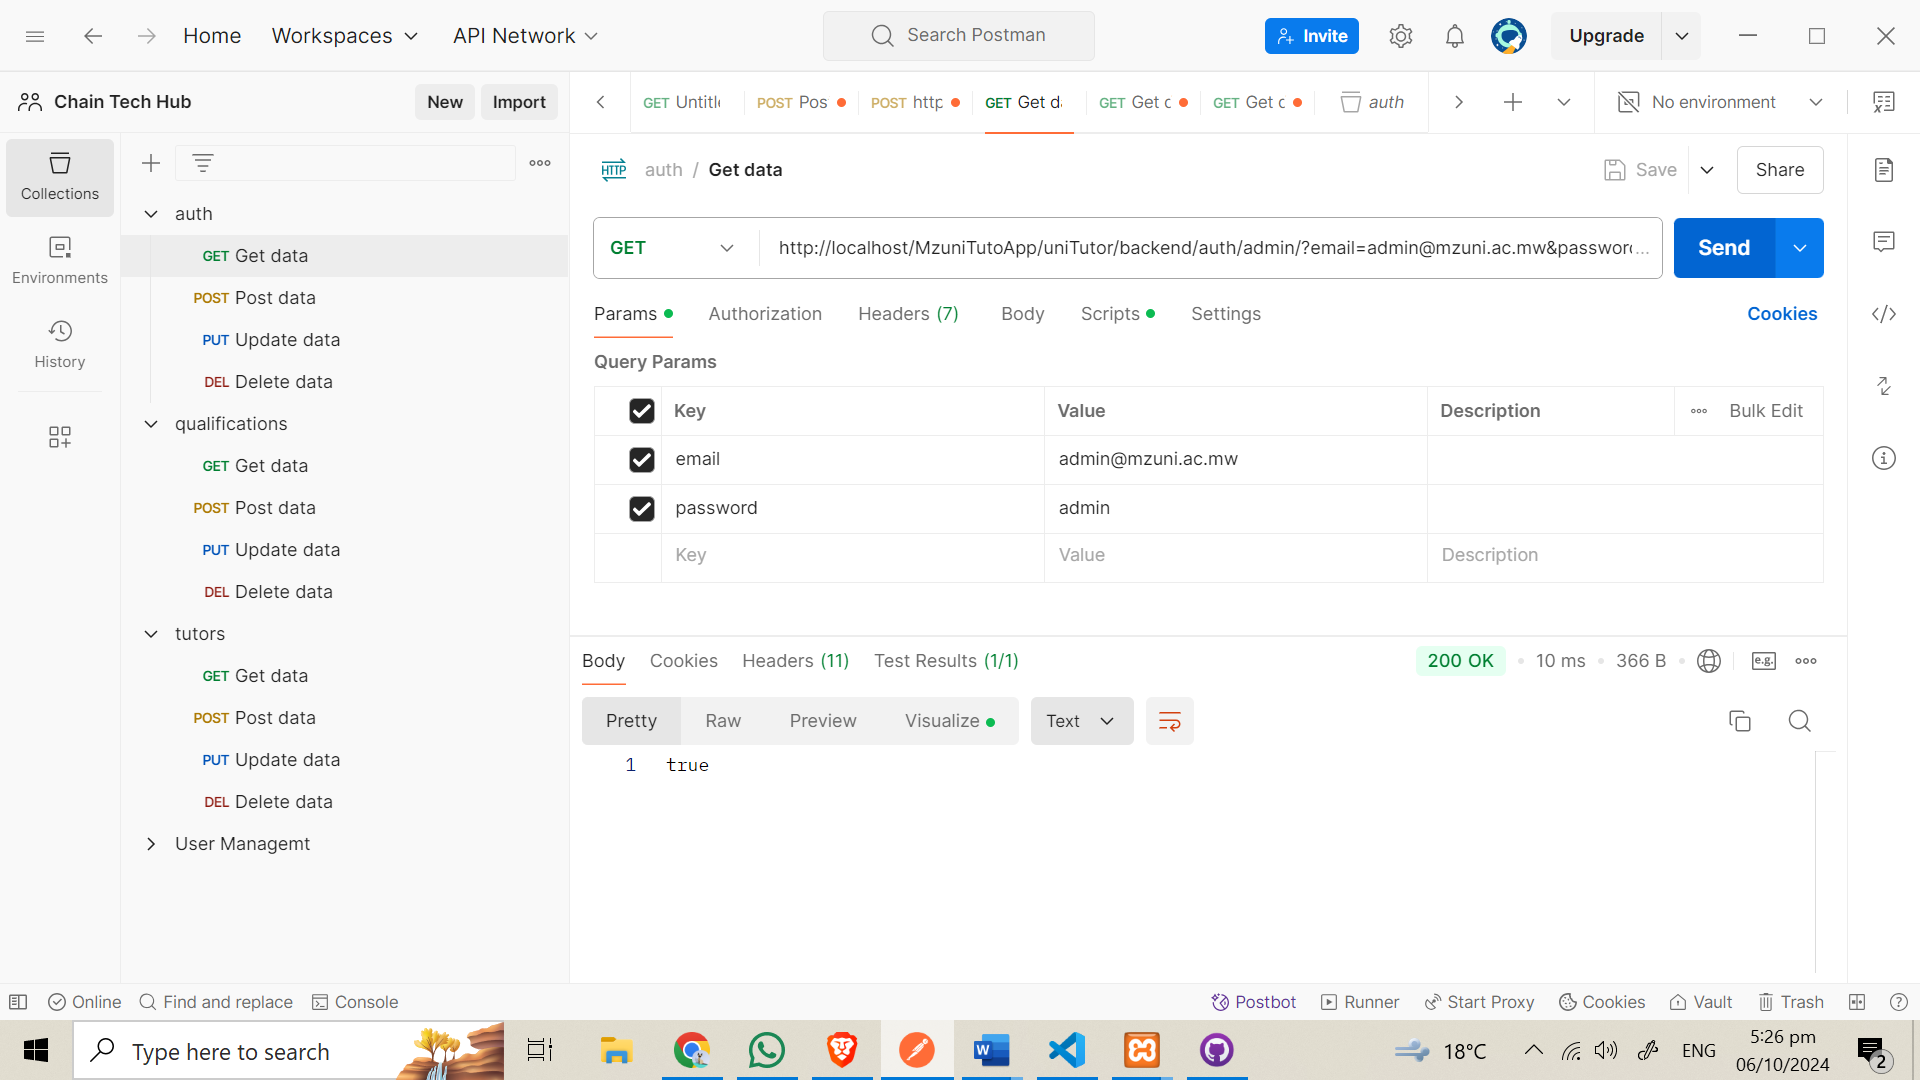 Home Workspaces API Network Search Postman Invite Upgrade
Chain Tech Hub New Import
GET Untitl POST Pos POST http GET Get d GET Get c GET Get c auth No environment
Collections
Environments
History
auth
GET Get data
POST Post data
PUT Update data
DEL Delete data
qualifications
GET Get data
POST Post data
PUT Update data
DEL Delete data
tutors
GET Get data
POST Post data
PUT Update data
DEL Delete data
User Managemt
HTTP auth / Get data Save Share
GET http://localhost/MzuniTutoApp/uniTutor/backend/auth/admin/?email=admin@mzuni.ac.mw&password... Send
Params Authorization Headers (7) Body Scripts Settings Cookies
Query Params
Key Value Description Bulk Edit
email admin@mzuni.ac.mw
password admin
Key Value Description
Body Cookies Headers (11) Test Results (1/1) 200 OK 10 ms 366 B e.g.
Pretty Raw Preview Visualize Text
1 true
Online Find and replace Console Postbot Runner Start Proxy Cookies Vault Trash
Type here to search 18°C ENG 5:26 pm
06/10/2024 2